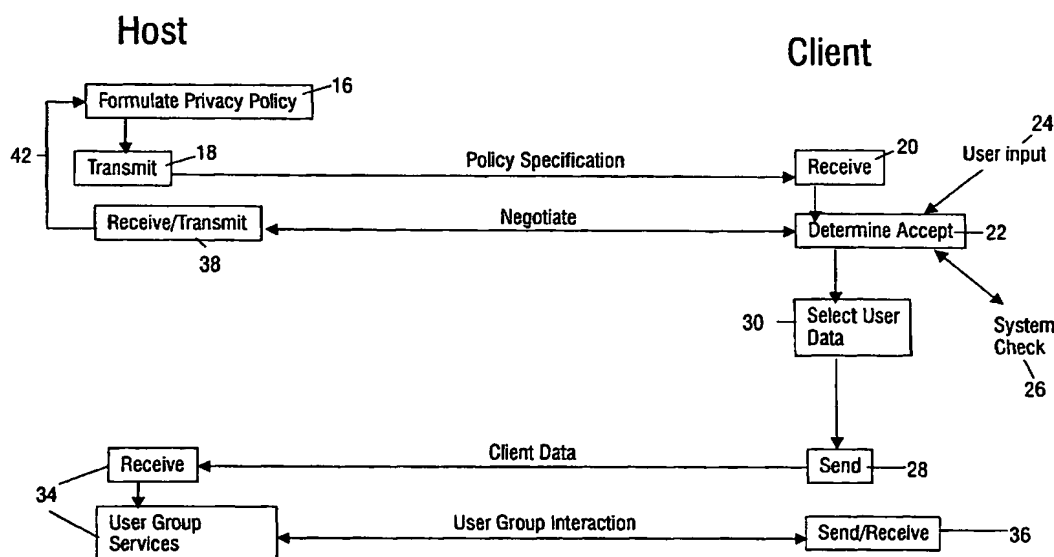 Host
Client
Formulate Privacy Policy
16
24
User input
42
Transmit
18
Policy Specification
20
Receive
Receive/Transmit
Negotiate
Determine Accept
22
38
30
Select User
Data
System
Check
26
Receive
Client Data
Send
28
34
User Group
Services
User Group Interaction
Send/Receive
36